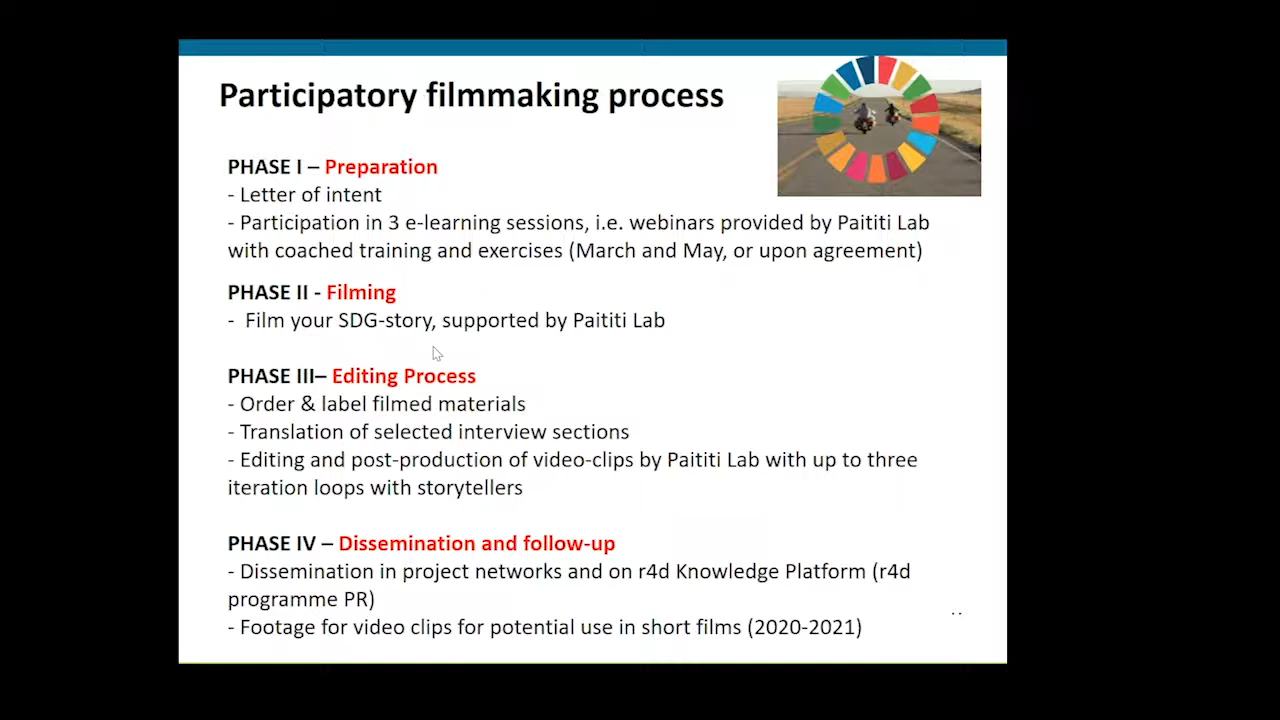 Participatory filmmaking process
PHASE I – Preparation
- Letter of intent
- Participation in 3 e-learning sessions, i.e. webinars provided by Paititi Lab
with coached training and exercises (March and May, or upon agreement)
PHASE II - Filming
- Film your SDG-story, supported by Paititi Lab
PHASE III– Editing Process
- Order & label filmed materials
- Translation of selected interview sections
- Editing and post-production of video-clips by Paititi Lab with up to three
iteration loops with storytellers
PHASE IV – Dissemination and follow-up
- Dissemination in project networks and on r4d Knowledge Platform (r4d
programme PR)
- Footage for video clips for potential use in short films (2020-2021)